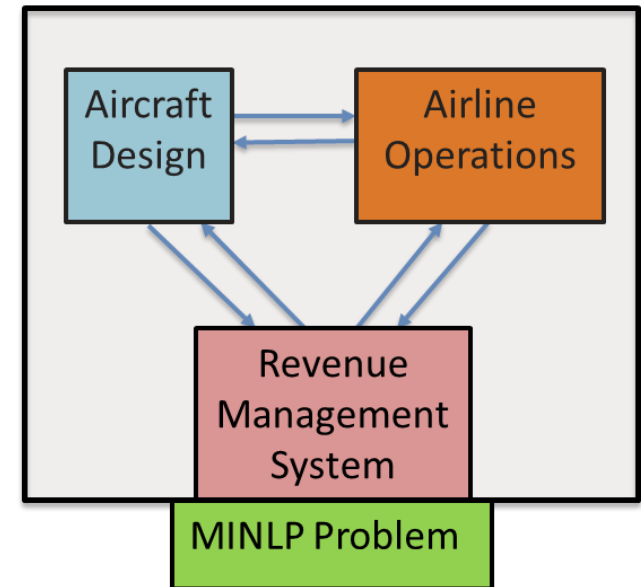 Aircraft
Design
Airline
Operations
Revenue
Management
System
MINLP Problem